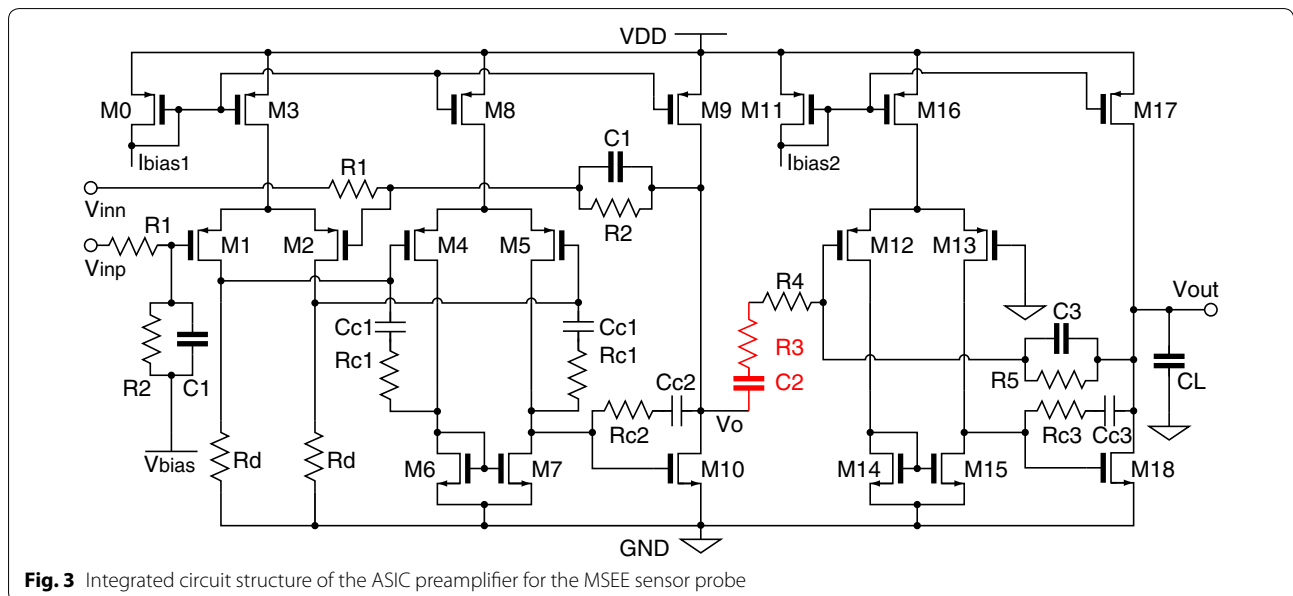 VDD
M0
M3
M8
M9
M11
M16
M17
Ibias1
Ibias2
C1
R1
R2
Vinn
R1
Vinp
M1
M2
M4
M5
M12
M13
R4
Vout
Cc1
Cc1
R3
C3
Rc1
Rc1
R2
C1
C2
R5
CL
Cc2
Rc2
Vo
Rc3
Cc3
Vbias
Rd
Rd
M6
M7
M10
M14
M15
M18
GND
Fig. 3 Integrated circuit structure of the ASIC preamplifier for the MSEE sensor probe